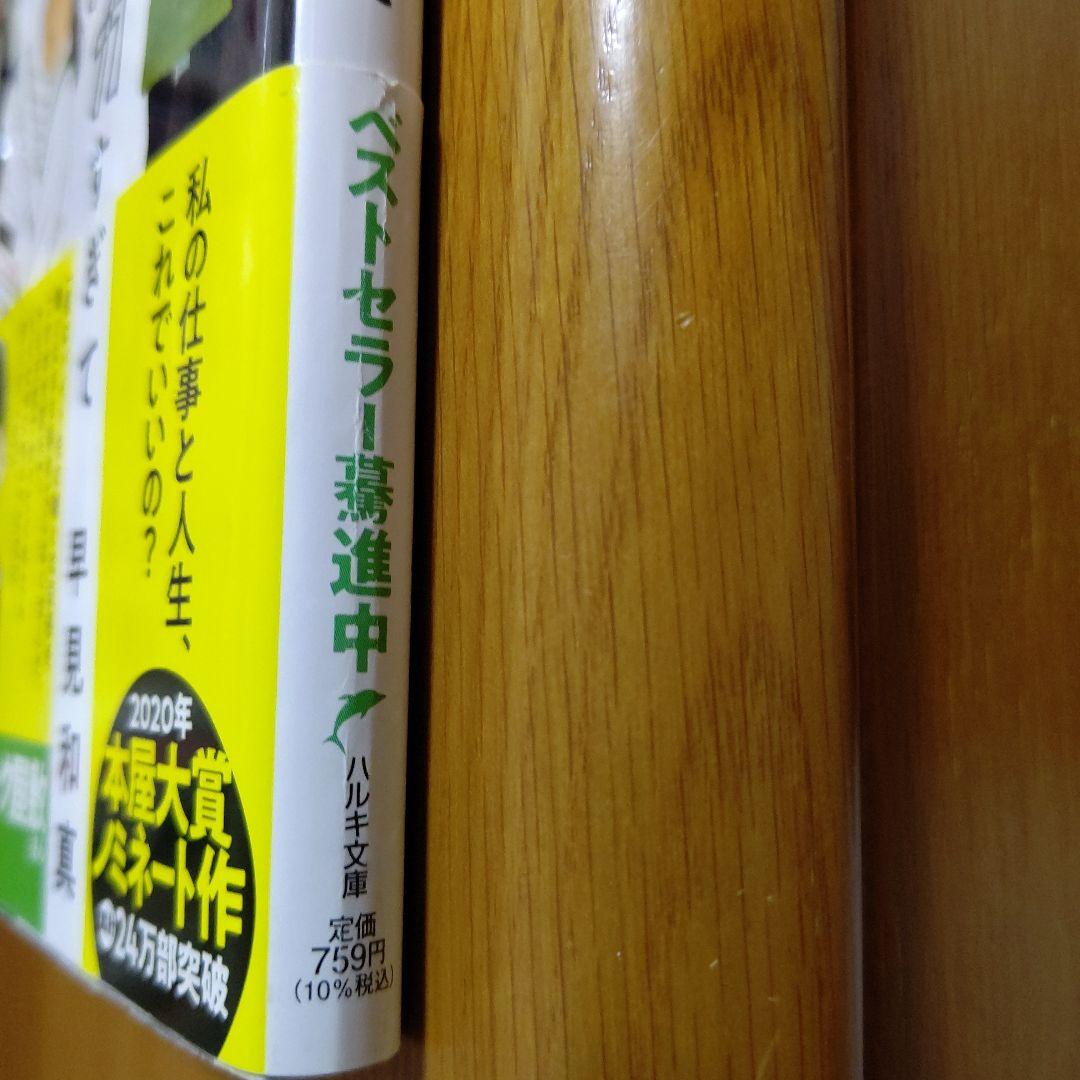 ベストセラー驀進中
ハルキ文庫
定価
759円
(10%税込)
私の仕事と人生、
これでいいの?
2020年
本屋大賞
ノミネート作
24万部突破
すぎて
早見和真